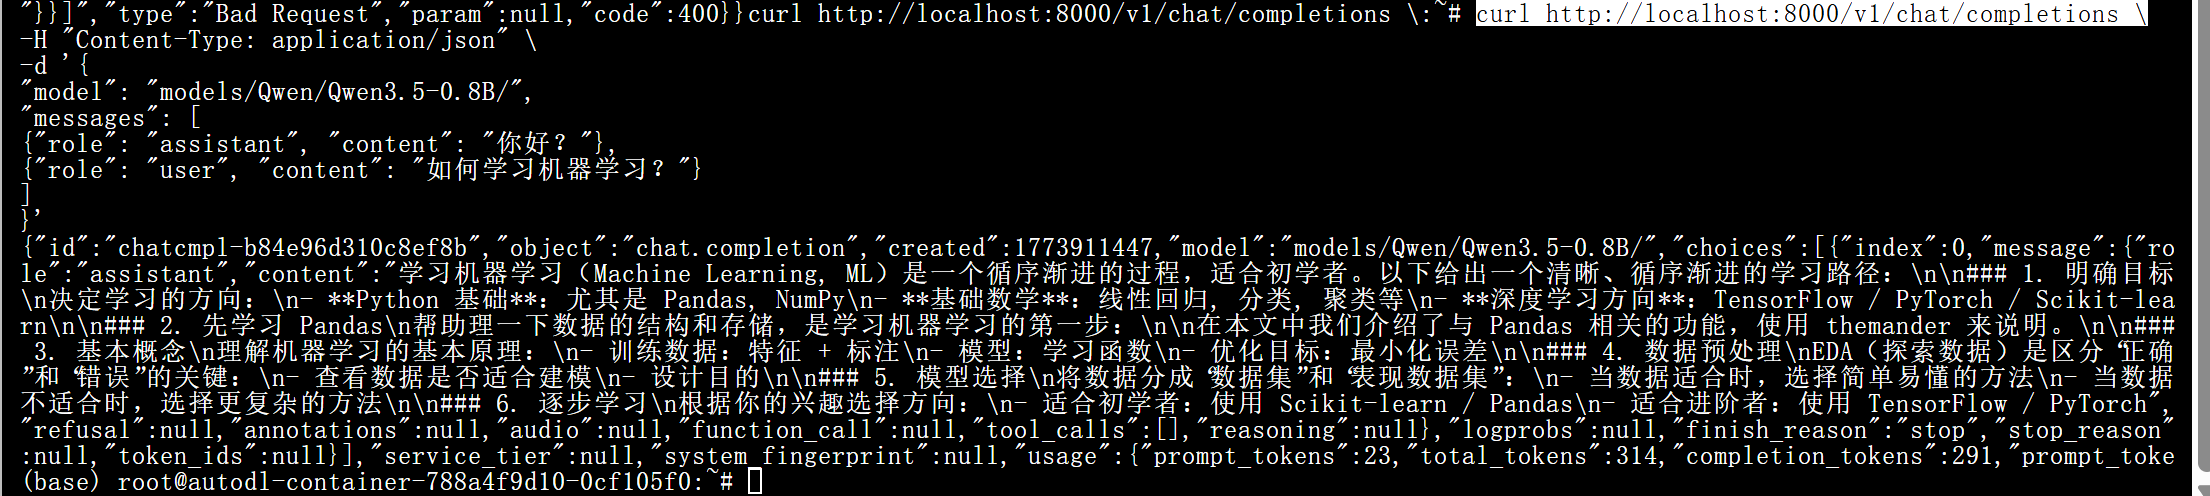 "}}]","type":"Bad Request","param":null,"code":400}}curl http://localhost:8000/v1/chat/completions \:~# curl http://localhost:8000/v1/chat/completions \
-H "Content-Type: application/json" \
-d '{
"model": "models/Qwen/Qwen3.5-0.8B/",
"messages": [
{"role": "assistant", "content": "你好？"},
{"role": "user", "content": "如何学习机器学习？"}
]
}'
{"id":"chatcmpl-b84e96d310c8ef8b","object":"chat.completion","created":1773911447,"model":"models/Qwen/Qwen3.5-0.8B/","choices":[{"index":0,"message":{"ro
le":"assistant","content":"学习机器学习（Machine Learning, ML）是一个循序渐进的过程，适合初学者。以下给出一个清晰、循序渐进的学习路径：\n\n### 1. 明确目标
\n决定学习的方向：\n- **Python 基础**：尤其是 Pandas, NumPy\n- **基础数学**：线性回归, 分类, 聚类等\n- **深度学习方向**：TensorFlow / PyTorch / Scikit-lea
rn\n\n### 2. 先学习 Pandas\n帮助理一下数据的结构和存储，是学习机器学习的第一步：\n\n在本文中我们介绍了与 Pandas 相关的功能，使用 themander 来说明。\n\n###
 3. 基本概念\n理解机器学习的基本原理：\n- 训练数据：特征 + 标注\n- 模型：学习函数\n- 优化目标：最小化误差\n\n### 4. 数据预处理\nEDA（探索数据）是区分“正确
”和“错误”的关键：\n- 查看数据是否适合建模\n- 设计目的\n\n### 5. 模型选择\n将数据分成“数据集”和“表现数据集”：\n- 当数据适合时，选择简单易懂的方法\n- 当数据
不适合时，选择更复杂的方法\n\n### 6. 逐步学习\n根据你的兴趣选择方向：\n- 适合初学者：使用 Scikit-learn / Pandas\n- 适合进阶者：使用 TensorFlow / PyTorch",
"refusal":null,"annotations":null,"audio":null,"function_call":null,"tool_calls":[],"reasoning":null},"logprobs":null,"finish_reason":"stop","stop_reason"
:null,"token_ids":null}],"service_tier":null,"system_fingerprint":null,"usage":{"prompt_tokens":23,"total_tokens":314,"completion_tokens":291,"prompt_toke
(base) root@autodl-container-788a4f9d10-0cf105f0:~#